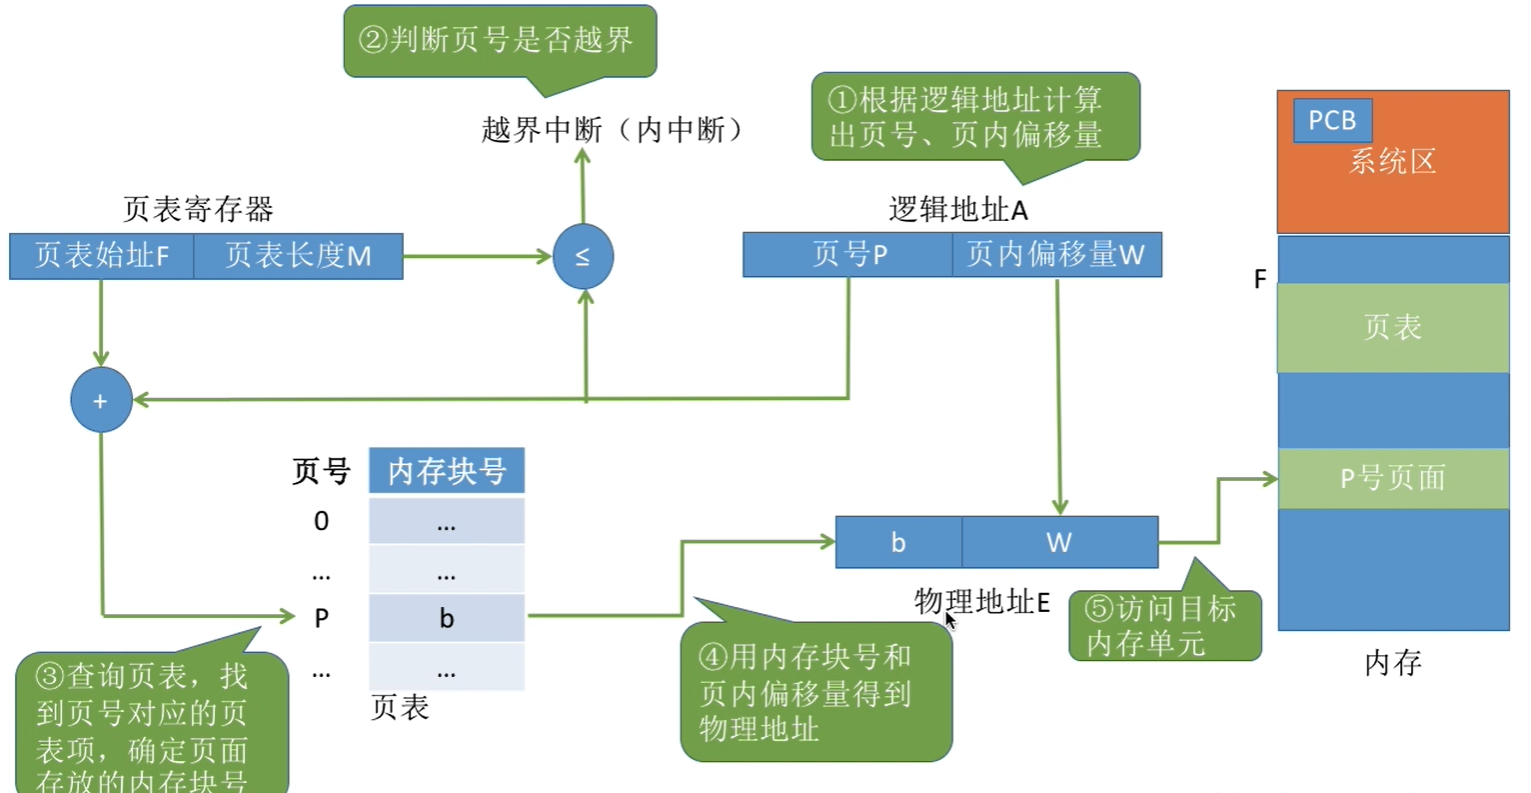 ②判断页号是否越界
越界中断（内中断）
①根据逻辑地址计算
出页号、页内偏移量
PCB
系统区
页表寄存器
页表始址F
页表长度M
≤
逻辑地址A
页号P
页内偏移量W
F
页表
+
P号页面
页号
内存块号
0
...
...
...
P
b
...
...
页表
b
W
物理地址E
③查询页表，找
到页号对应的页
表项，确定页面
存放的内存块号
④用内存块号和
页内偏移量得到
物理地址
⑤访问目标
内存单元
内存